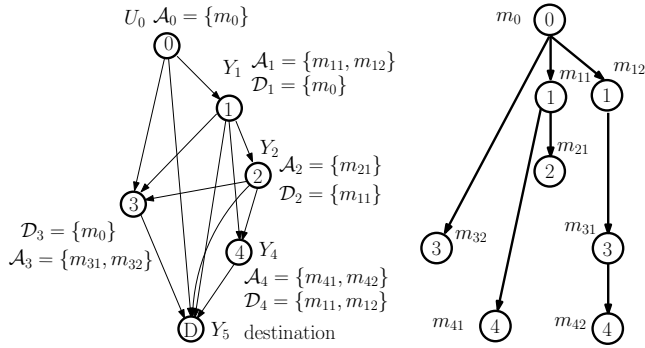 U_0 𝒜_0 = {m_0}
0
Y_1
𝒜_1 = {m_11, m_12}
𝒟_1 = {m_0}
1
Y_2
𝒜_2 = {m_21}
𝒟_2 = {m_11}
2
3
𝒟_3 = {m_0}
𝒜_3 = {m_31, m_32}
4
Y_4
𝒜_4 = {m_41, m_42}
𝒟_4 = {m_11, m_12}
D
Y_5 destination
m_0
0
m_11
m_12
1
1
m_21
2
m_32
3
m_31
3
m_41
4
m_42
4